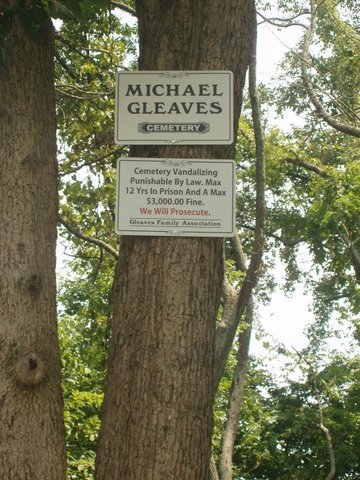 MICHAEL
GLEAVES
CEMETERY
Cemetery Vandalizing
Punishable By Law. Max
12 Yrs In Prison And A Max
$3,000.00 Fine.
We Will Prosecute.
Gleaves Family Association